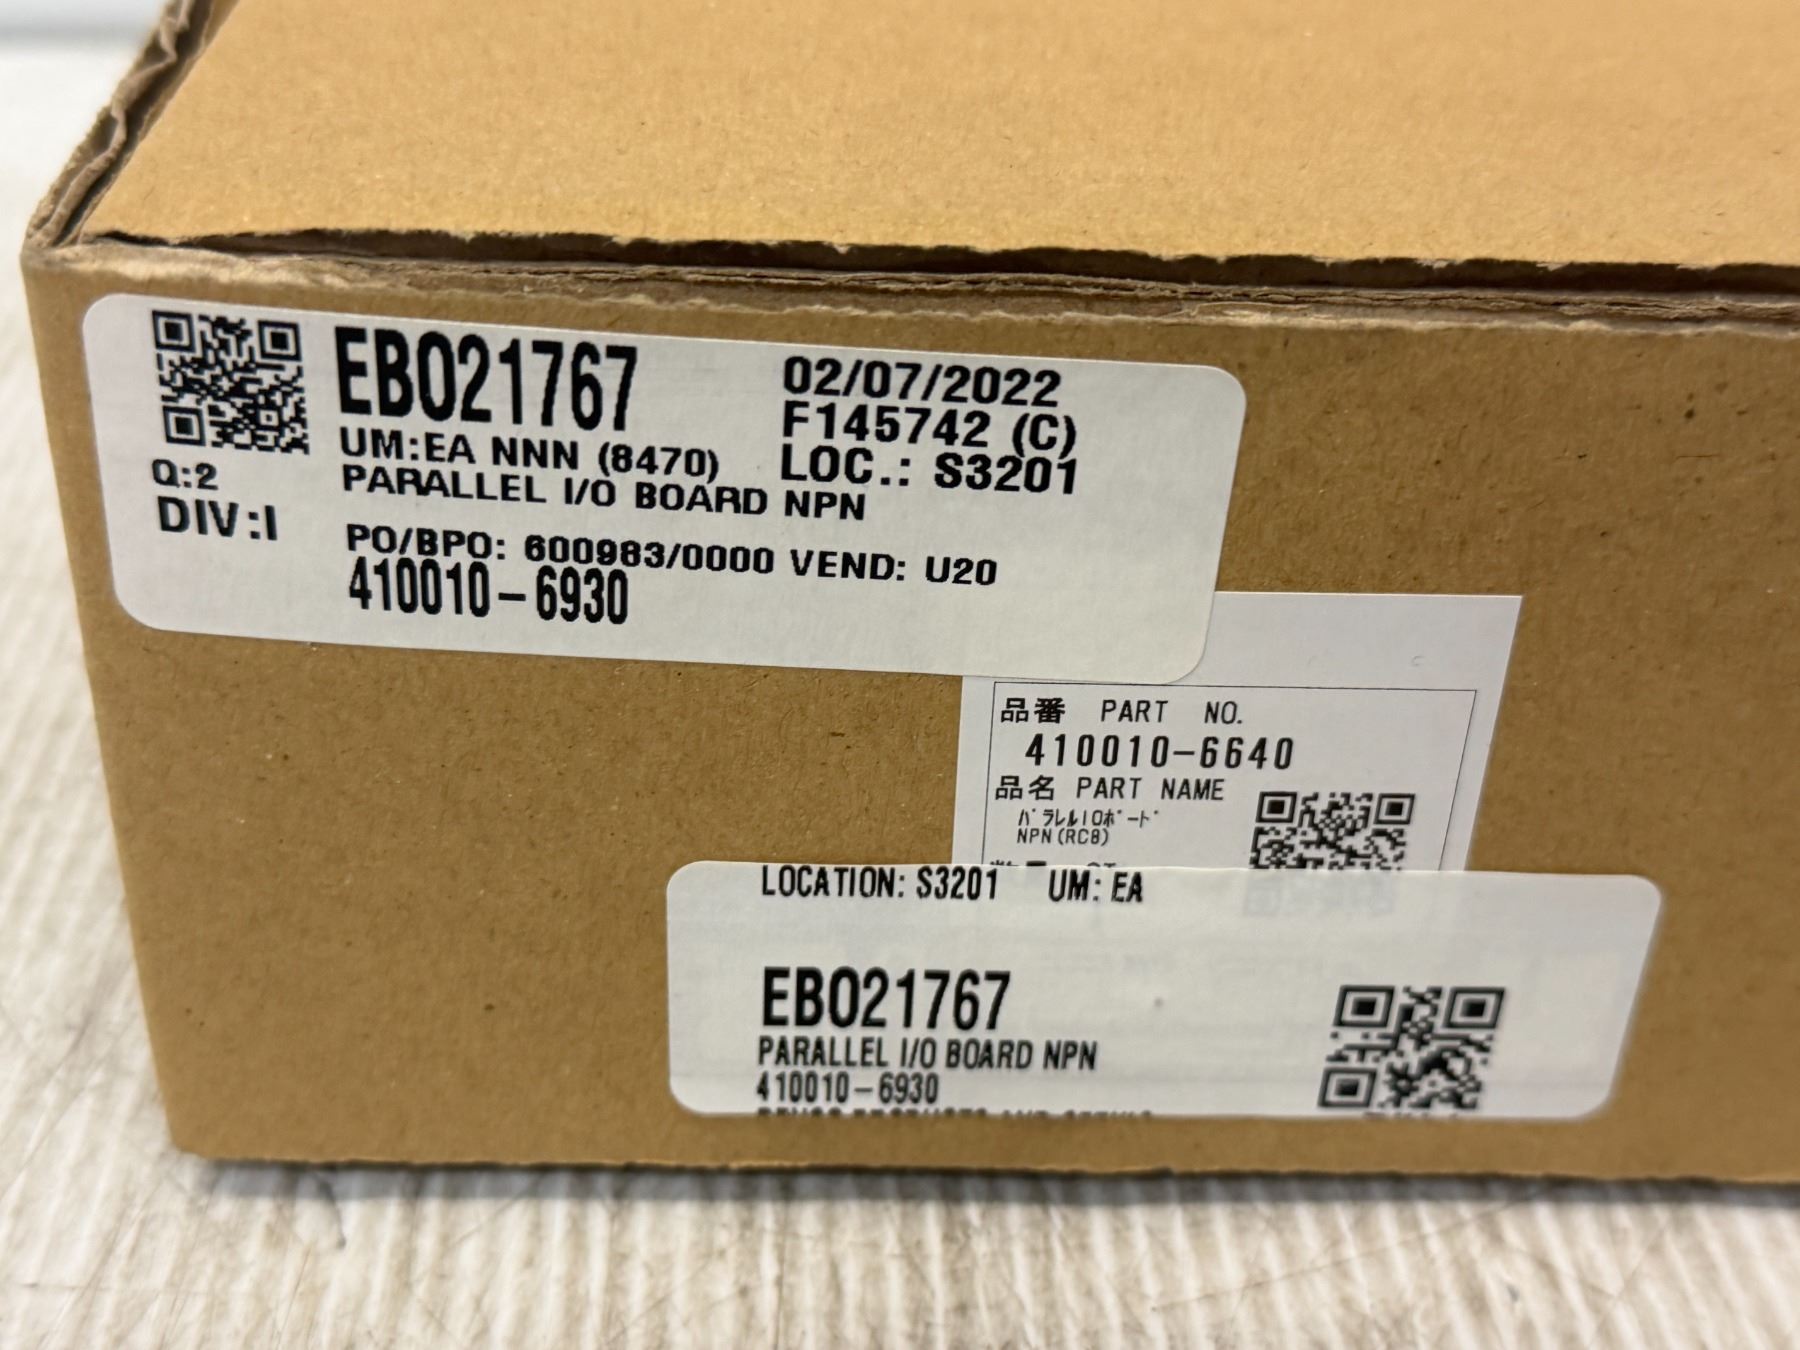 EB021767
02/07/2022
F145742 (C)
UM:EA NNN (8470)
LOC.: S3201
Q:2
PARALLEL I/O BOARD NPN
DIV:I
PO/BPO: 600983/0000 VEND: U20
410010-6930
品番 PART NO.
410010-6640
品名 PART NAME
パラレルIOボード
NPN(RC8)
LOCATION: S3201 UM: EA
EB021767
PARALLEL I/O BOARD NPN
410010-6930